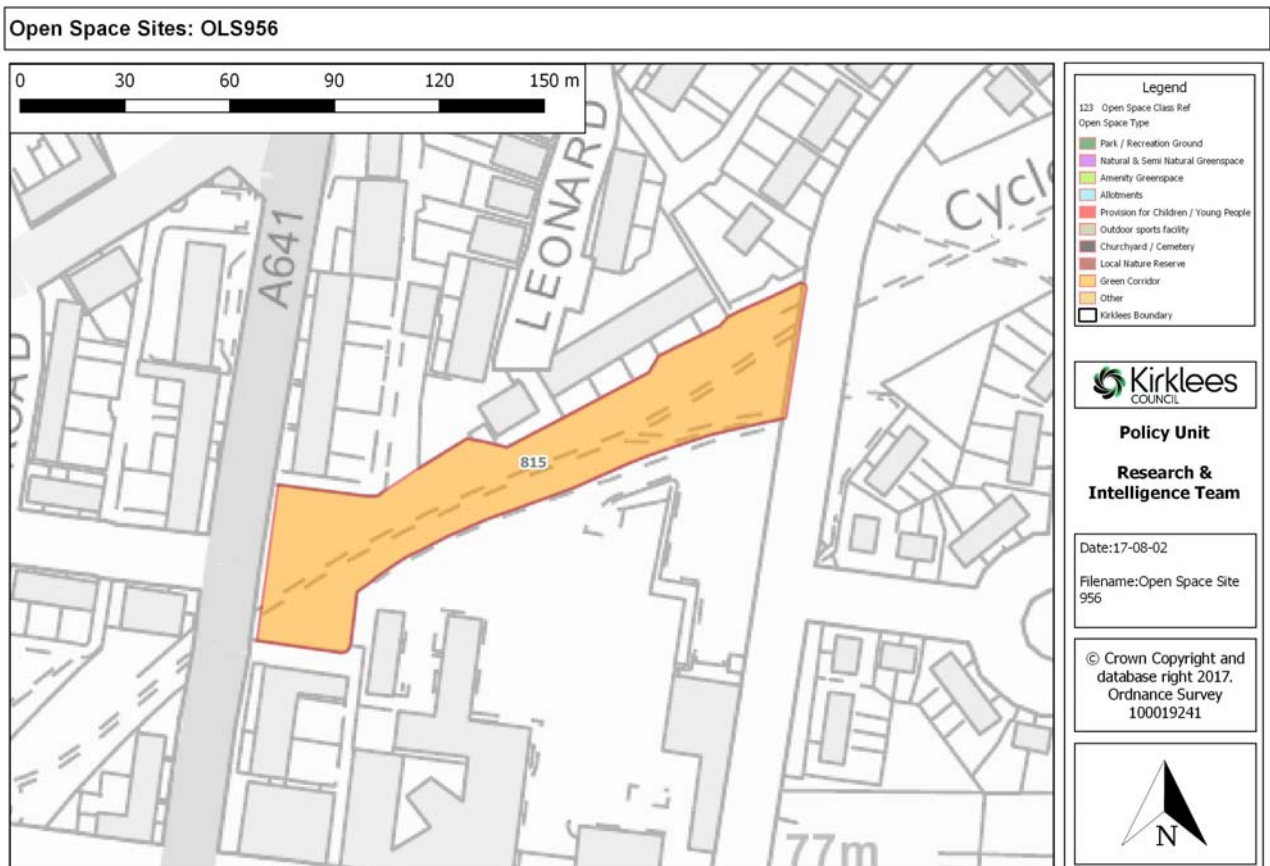 Open Space Sites: OLS956
0 30 60 90 120 150 m
A641
LEONARD
Cycle
815
77m
Legend
123 Open Space Class Ref
Open Space Type
Park / Recreation Ground
Natural & Semi Natural Greenspace
Amenity Greenspace
Allotments
Provision for Children / Young People
Outdoor sports facility
Churchyard / Cemetery
Local Nature Reserve
Green Corridor
Other
Kirklees Boundary
Kirklees
COUNCIL
Policy Unit
Research &
Intelligence Team
Date:17-08-02
Filename:Open Space Site
956
© Crown Copyright and
database right 2017.
Ordnance Survey
100019241
N